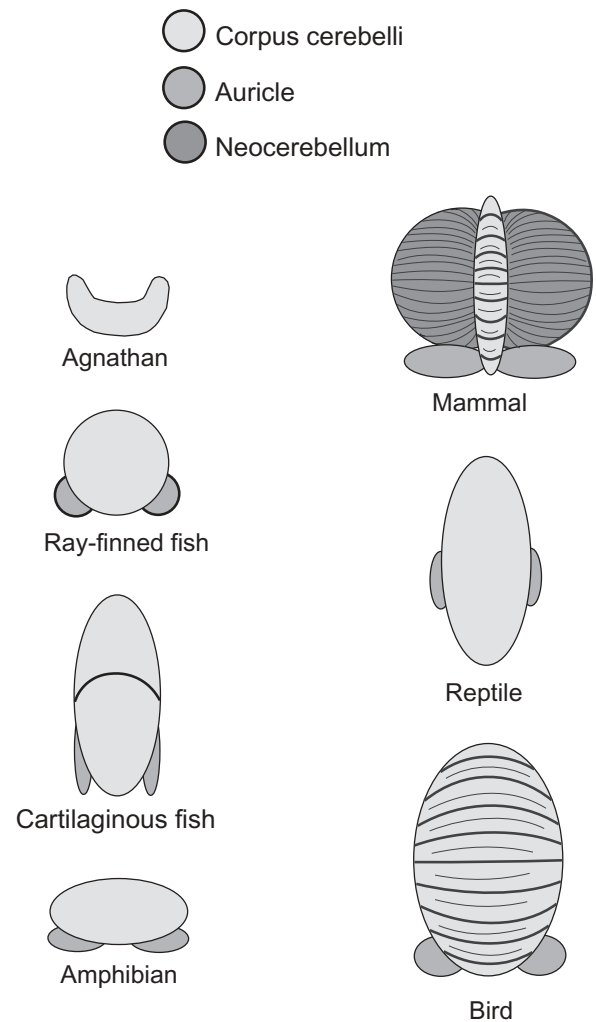 Corpus cerebelli
Auricle
Neocerebellum
Agnathan
Ray-finned fish
Cartilaginous fish
Amphibian
Mammal
Reptile
Bird